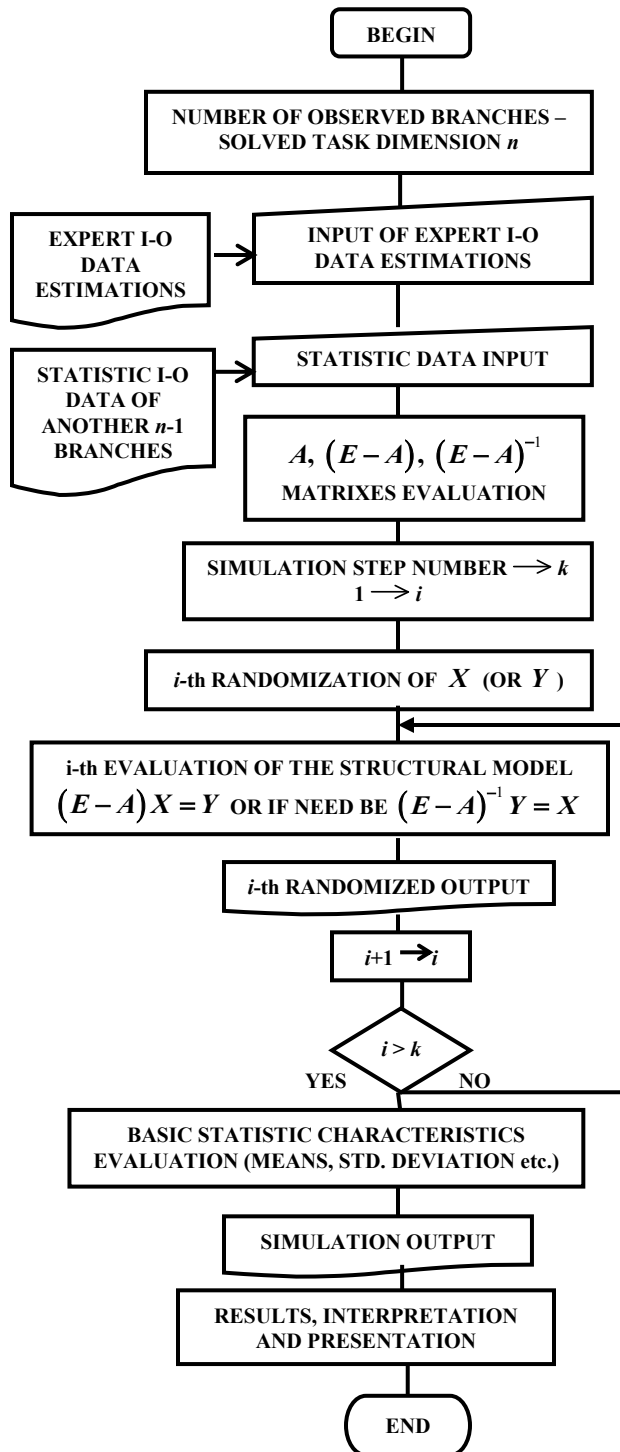 BEGIN
NUMBER OF OBSERVED BRANCHES –
SOLVED TASK DIMENSION n
EXPERT I-O
DATA
ESTIMATIONS
INPUT OF EXPERT I-O
DATA ESTIMATIONS
STATISTIC I-O
DATA OF
ANOTHER n-1
BRANCHES
STATISTIC DATA INPUT
A, (E – A), (E – A)⁻¹
MATRIXES EVALUATION
SIMULATION STEP NUMBER → k
1 → i
i-th RANDOMIZATION OF X (OR Y )
i-th EVALUATION OF THE STRUCTURAL MODEL
(E – A) X = Y OR IF NEED BE (E – A)⁻¹ Y = X
i-th RANDOMIZED OUTPUT
i+1 → i
i > k
YES NO
BASIC STATISTIC CHARACTERISTICS
EVALUATION (MEANS, STD. DEVIATION etc.)
SIMULATION OUTPUT
RESULTS, INTERPRETATION
AND PRESENTATION
END